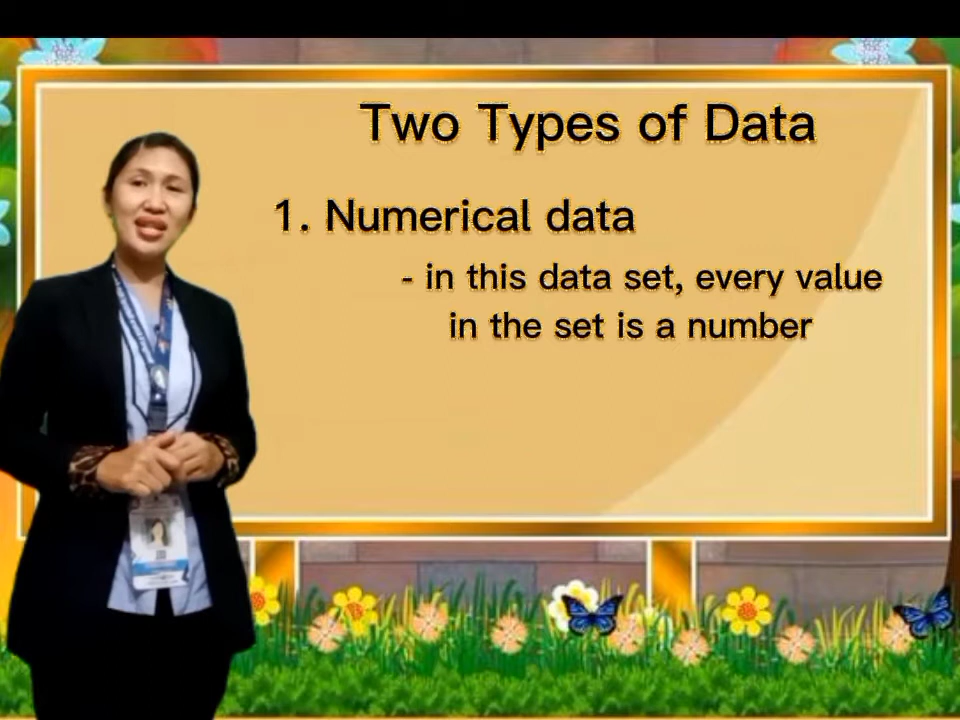 Two Types of Data
1. Numerical data
- in this data set, every value
in the set is a number